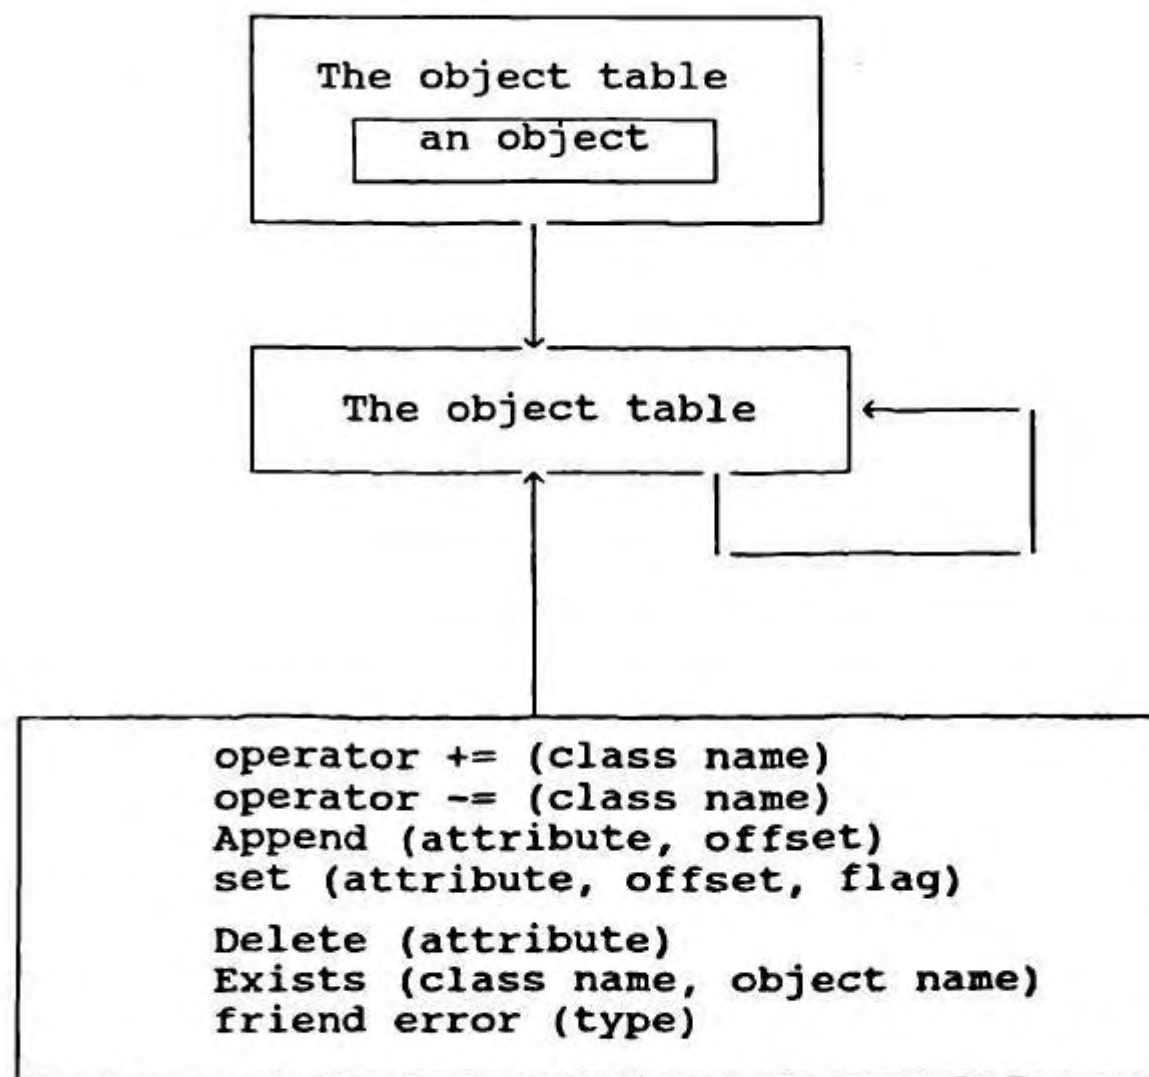 The object table
an object
The object table
operator += (class name)
operator -= (class name)
Append (attribute, offset)
set (attribute, offset, flag)
Delete (attribute)
Exists (class name, object name)
friend error (type)